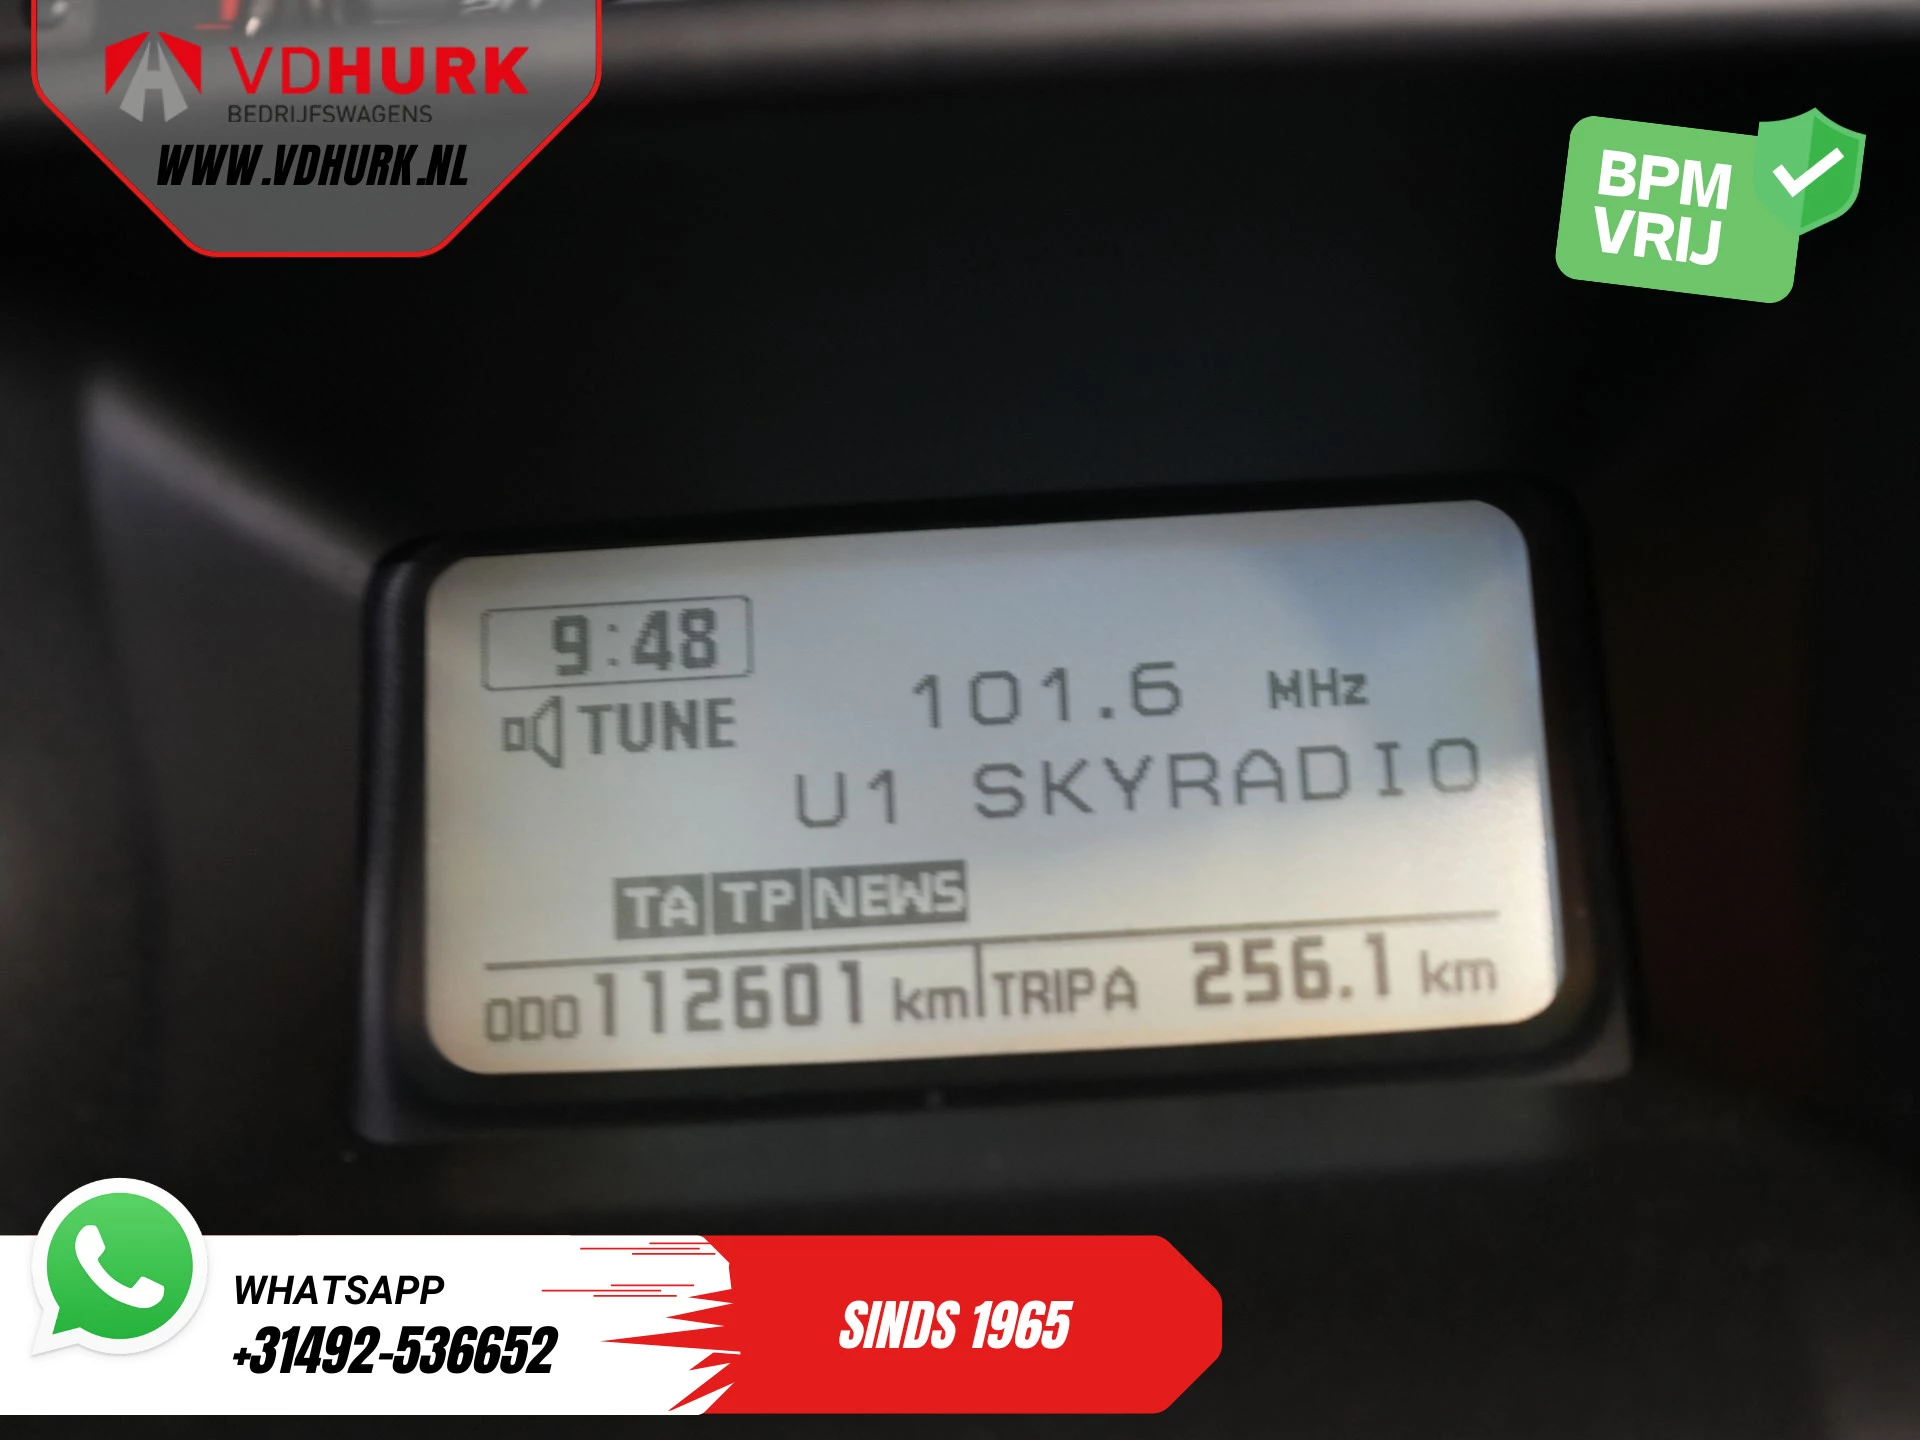 VDHURK
BEDRIJFSWAGENS
WWW.VDHURK.NL
BPM
VRIJ
9:48
TUNE
101.6 MHz
U1 SKYRADIO
TA TP NEWS
ODO 112601 km TRIP A 256.1 km
WHATSAPP
+31492-536652
SINDS 1965